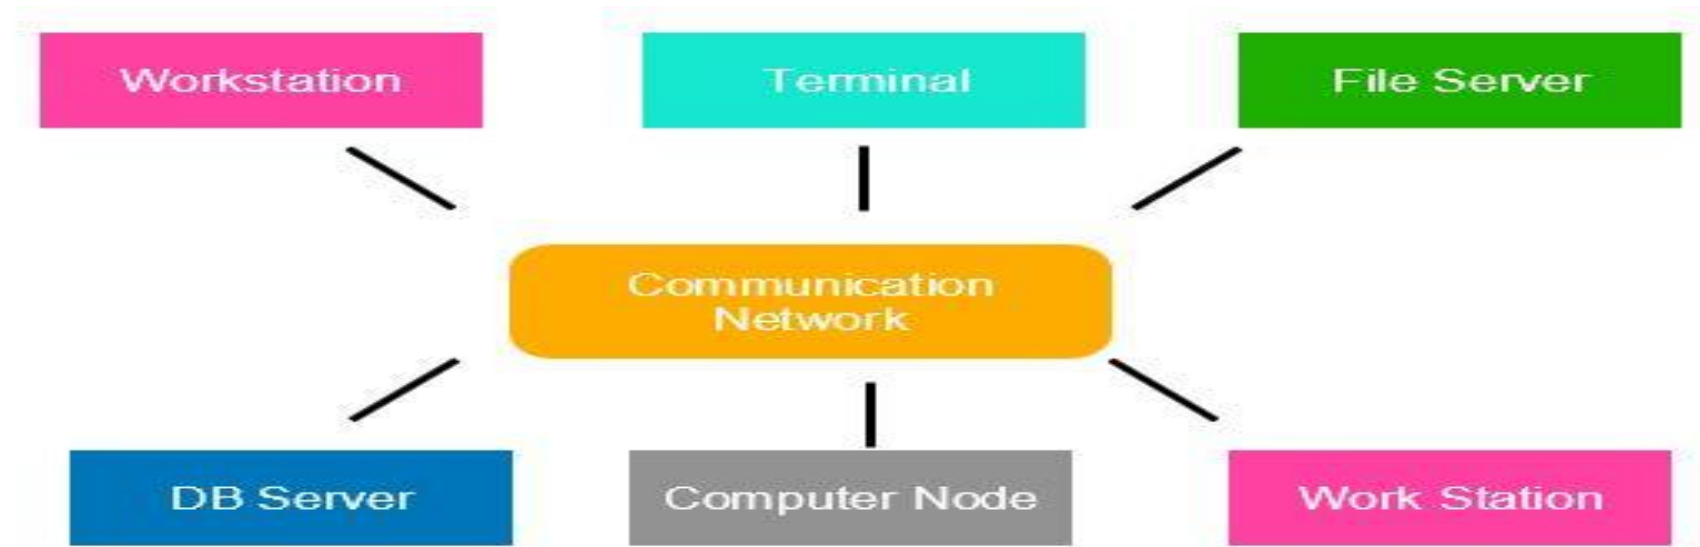 Workstation
Terminal
File Server
Communication
Network
DB Server
Computer Node
Work Station